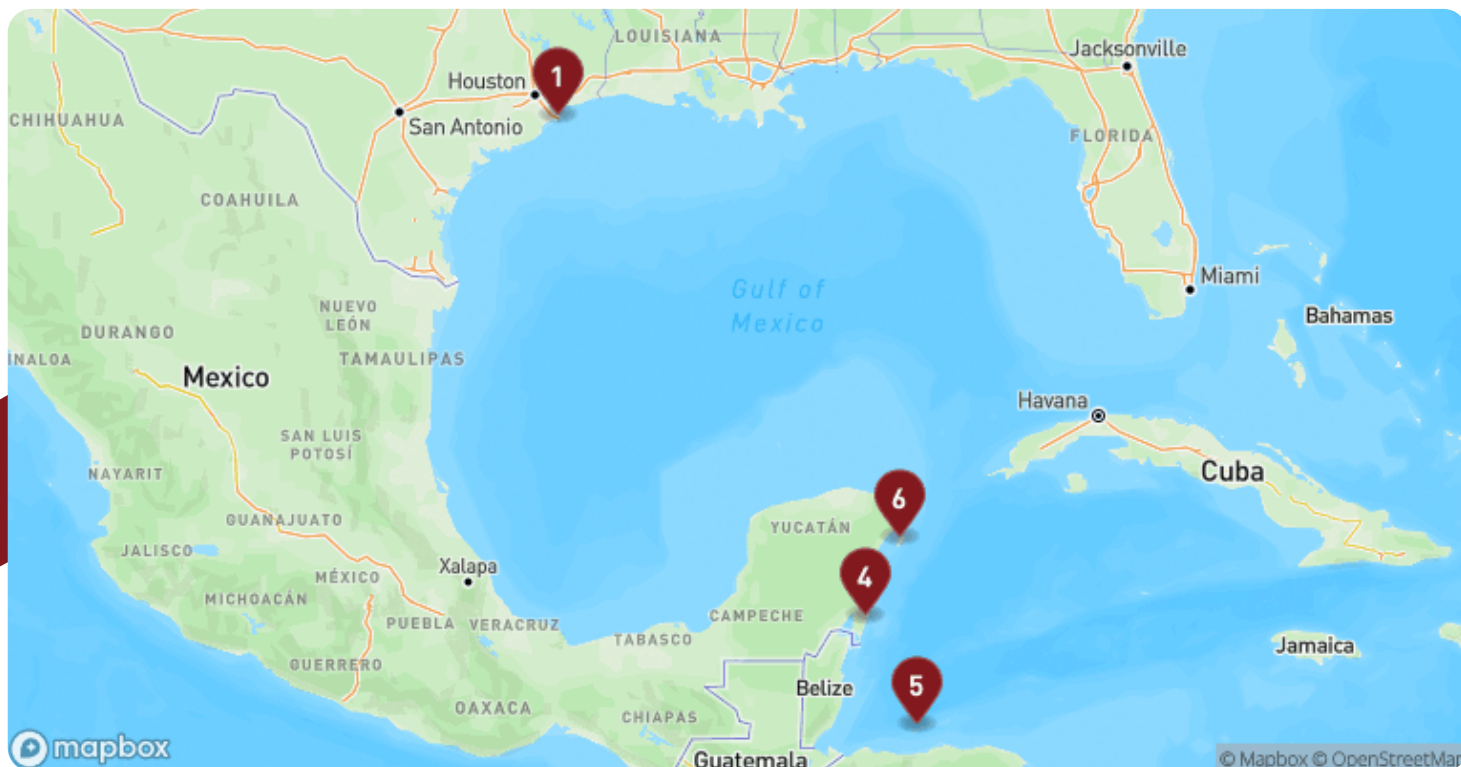 LOUISIANA
Jacksonville
Houston
1
CHIHUAHUA
San Antonio
FLORIDA
COAHUILA
Miami
Gulf of
Mexico
NUEVO
LEÓN
Bahamas
DURANGO
INALOA
TAMAULIPAS
Mexico
Havana
SAN LUIS
POTOSÍ
NAYARIT
Cuba
6
GUANAJUATO
YUCATÁN
JALISCO
Xalapa
MÉXICO
4
MICHOACÁN
PUEBLA
VERACRUZ
CAMPECHE
TABASCO
Jamaica
GUERRERO
5
Belize
OAXACA
CHIAPAS
mapbox
Guatemala
© Mapbox © OpenStreetMap